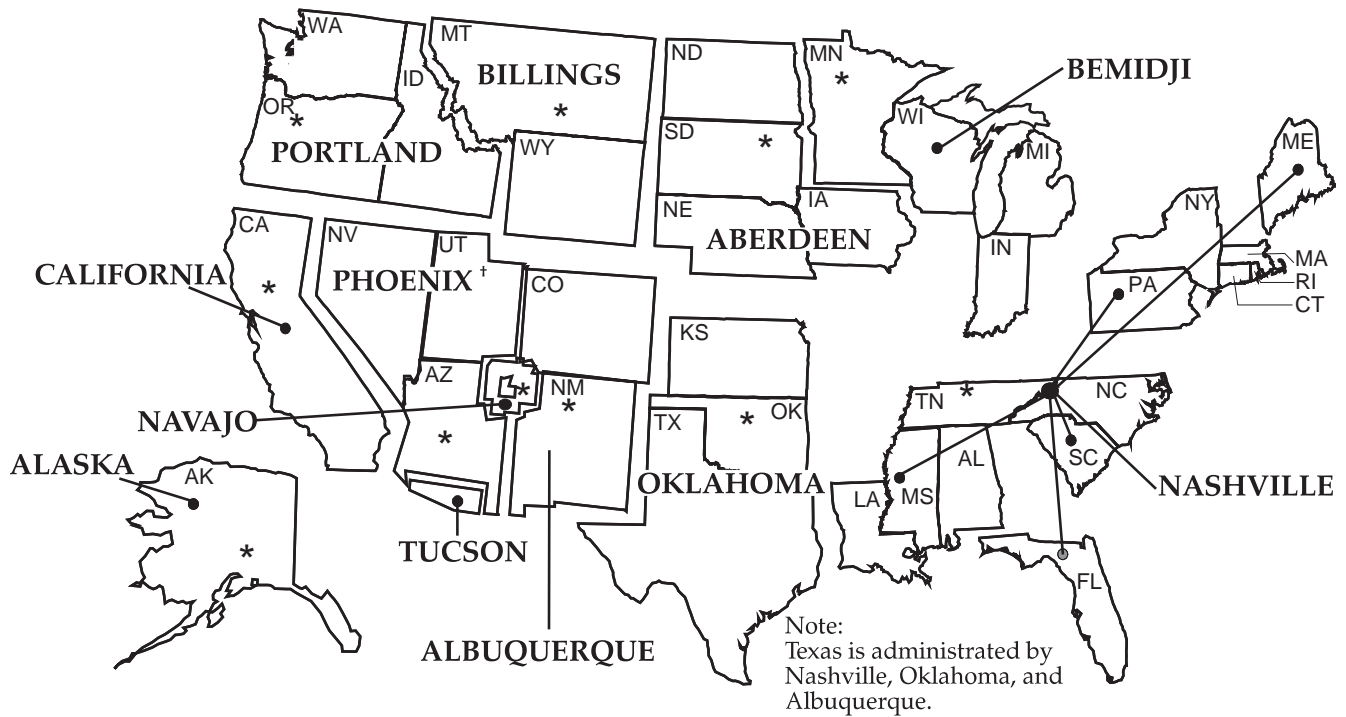 WA
MT
ND
MN
ID
BILLINGS
BEMIDJI
*
*
OR
*
WI
SD
*
ME
PORTLAND
WY
MI
NE
IA
NY
CA
NV
UT
ABERDEEN
IN
CALIFORNIA
*
PHOENIX †
CO
PA
MA
RI
CT
KS
AZ
*
NM
*
TN
*
NC
NAVAJO
TX
*
OK
*
AL
SC
ALASKA
AK
OKLAHOMA
LA
MS
NASHVILLE
TUCSON
*
FL
ALBUQUERQUE
Note:
Texas is administrated by
Nashville, Oklahoma, and
Albuquerque.